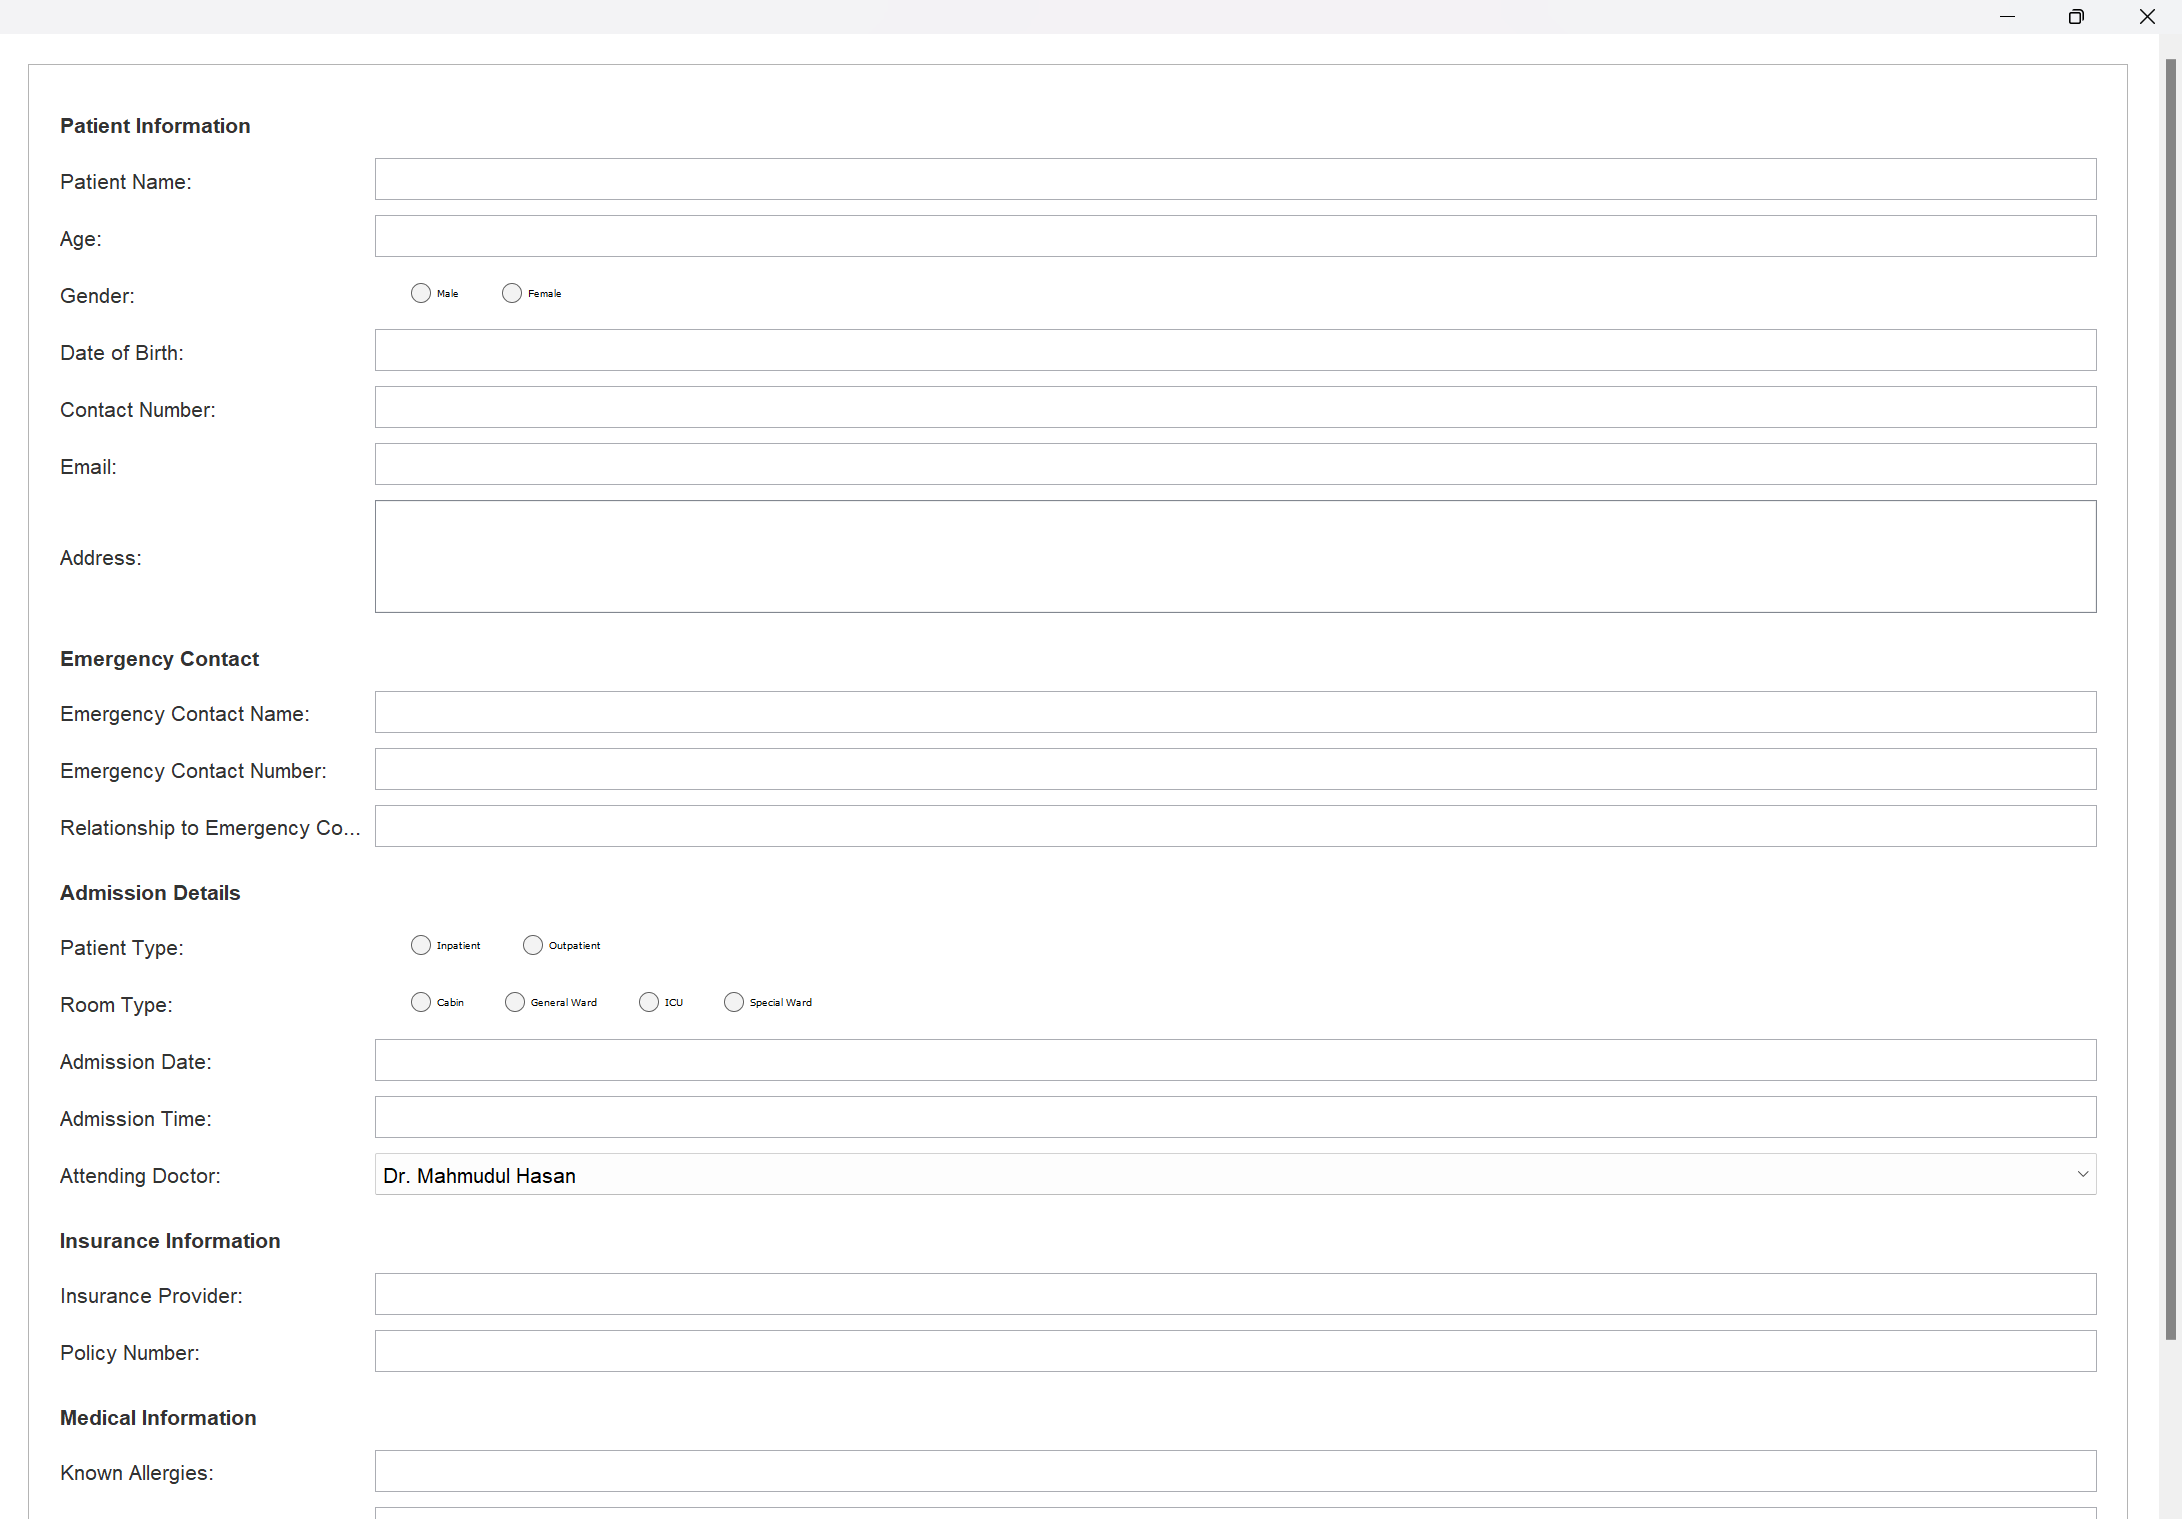 Patient Information
Patient Name:
Age:
Gender: Male Female
Date of Birth:
Contact Number:
Email:
Address:
Emergency Contact
Emergency Contact Name:
Emergency Contact Number:
Relationship to Emergency Co...
Admission Details
Patient Type: Inpatient Outpatient
Room Type: Cabin General Ward ICU Special Ward
Admission Date:
Admission Time:
Attending Doctor: Dr. Mahmudul Hasan
Insurance Information
Insurance Provider:
Policy Number:
Medical Information
Known Allergies: